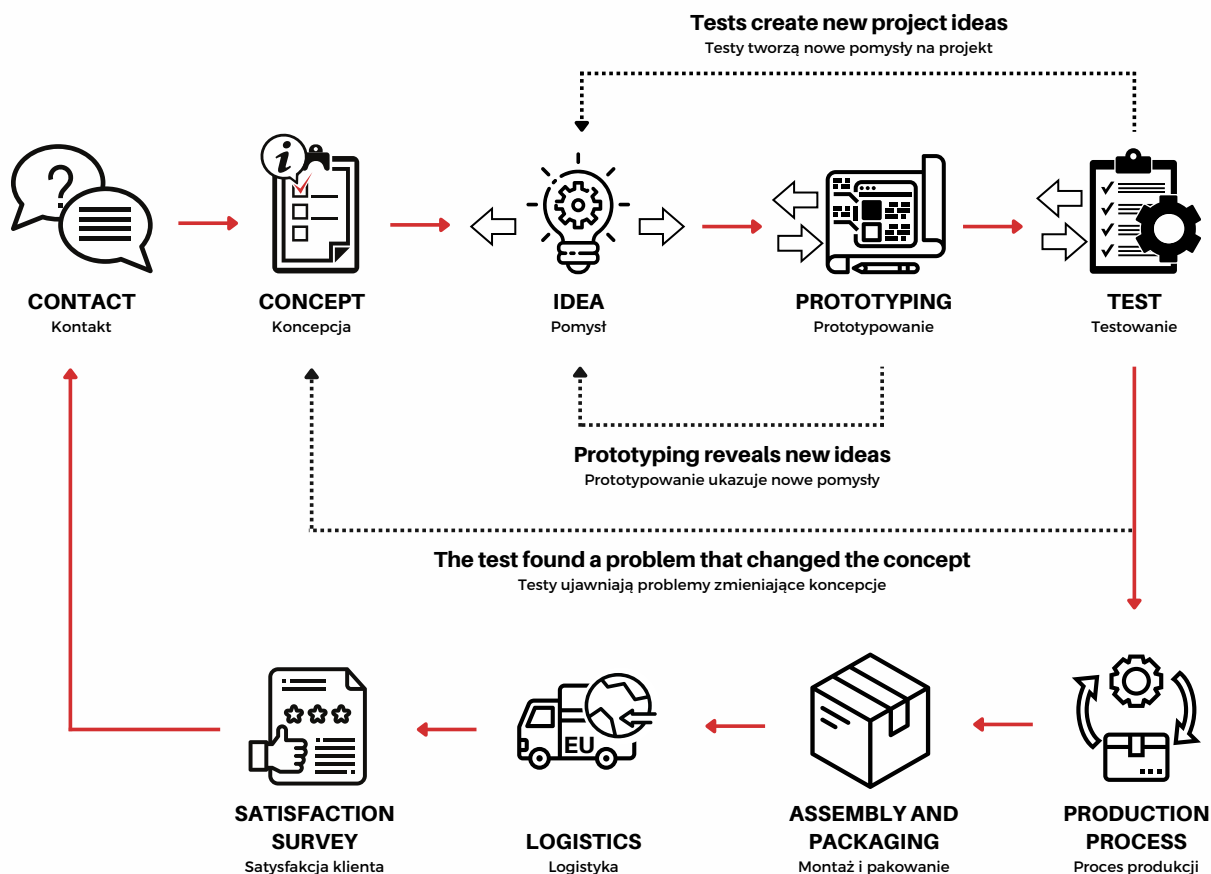 Tests create new project ideas
Testy tworzą nowe pomysły na projekt
i
?
CONTACT
Kontakt
CONCEPT
Koncepcja
IDEA
Pomysł
PROTOTYPING
Prototypowanie
TEST
Testowanie
Prototyping reveals new ideas
Prototypowanie ukazuje nowe pomysły
The test found a problem that changed the concept
Testy ujawniają problemy zmieniające koncepcje
EU
SATISFACTION
SURVEY
Satysfakcja klienta
LOGISTICS
Logistyka
ASSEMBLY AND
PACKAGING
Montaż i pakowanie
PRODUCTION
PROCESS
Proces produkcji